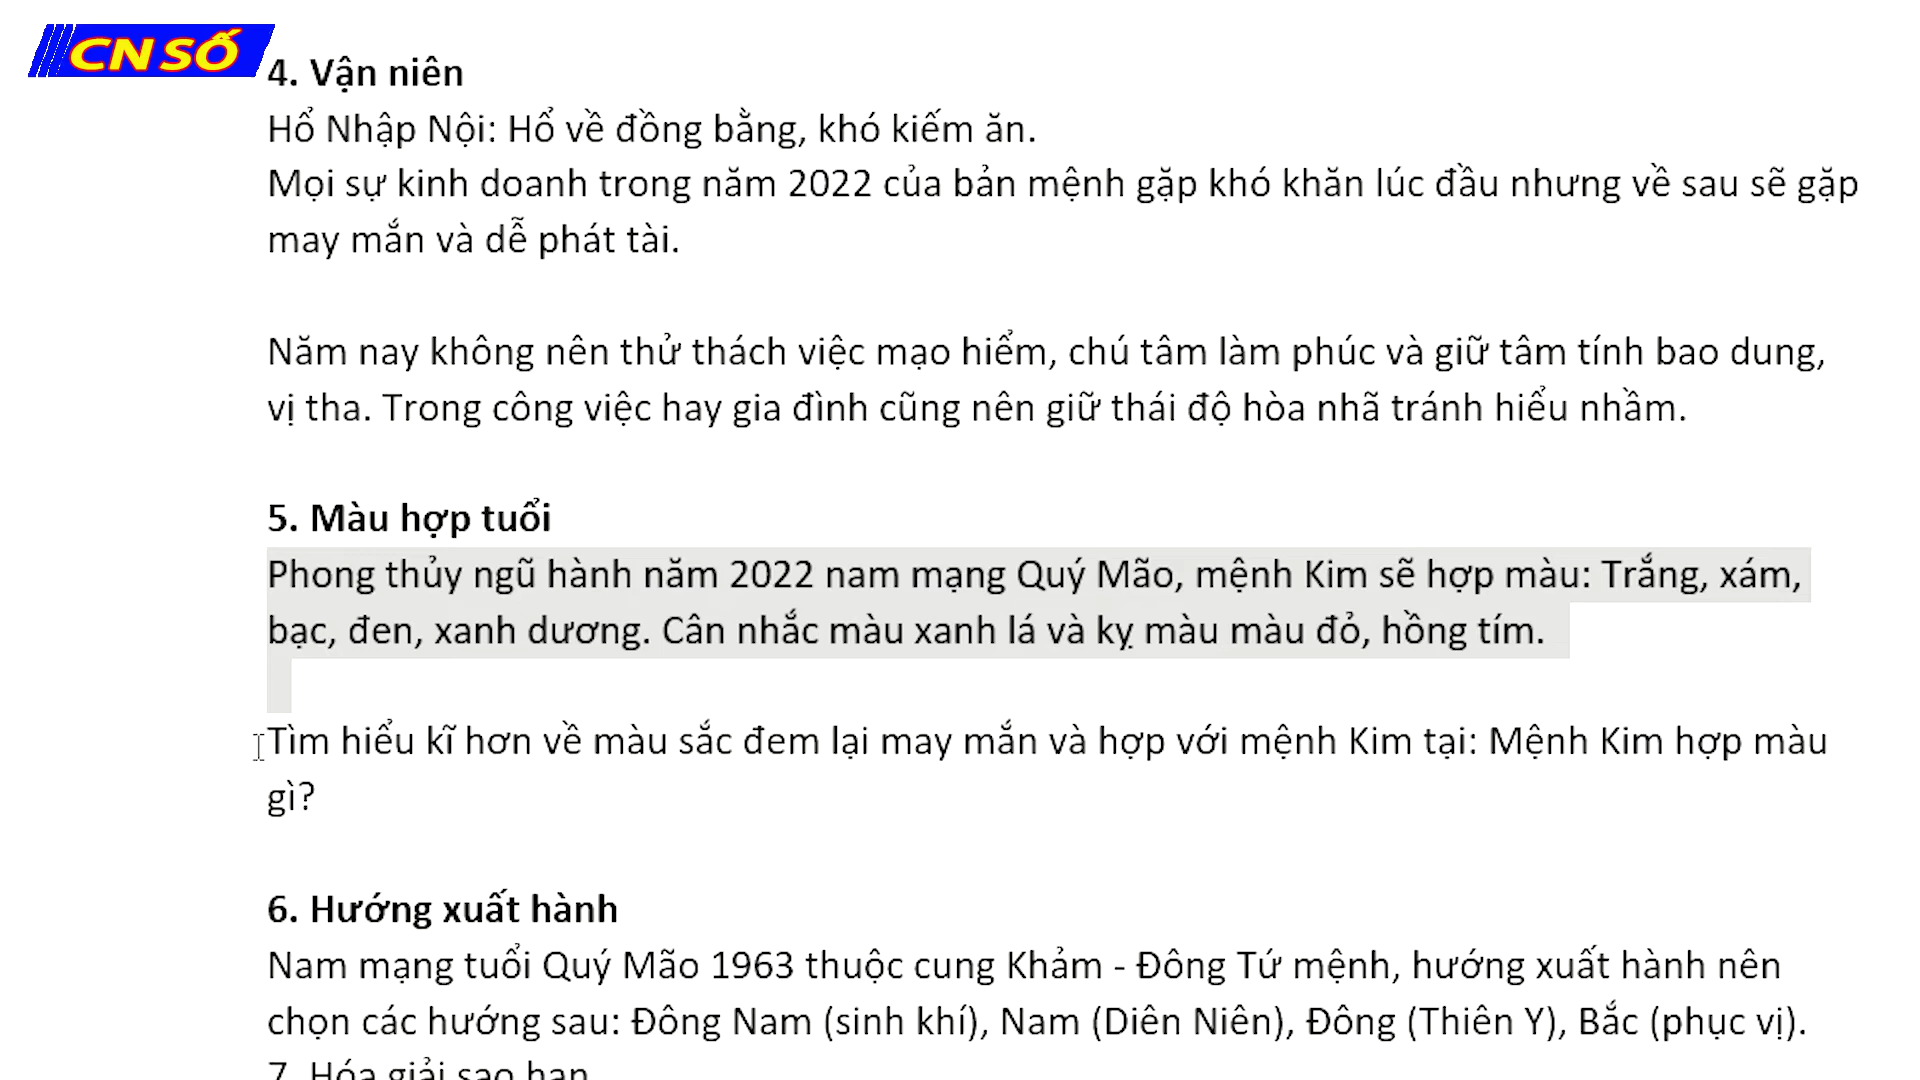 CN SỐ
4. Vận niên
Hổ Nhập Nội: Hổ về đồng bằng, khó kiếm ăn.
Mọi sự kinh doanh trong năm 2022 của bản mệnh gặp khó khăn lúc đầu nhưng về sau sẽ gặp
may mắn và dễ phát tài.
Năm nay không nên thử thách việc mạo hiểm, chú tâm làm phúc và giữ tâm tính bao dung,
vị tha. Trong công việc hay gia đình cũng nên giữ thái độ hòa nhã tránh hiểu nhầm.
5. Màu hợp tuổi
Phong thủy ngũ hành năm 2022 nam mạng Quý Mão, mệnh Kim sẽ hợp màu: Trắng, xám,
bạc, đen, xanh dương. Cân nhắc màu xanh lá và kỵ màu màu đỏ, hồng tím.
Tìm hiểu kĩ hơn về màu sắc đem lại may mắn và hợp với mệnh Kim tại: Mệnh Kim hợp màu
gì?
6. Hướng xuất hành
Nam mạng tuổi Quý Mão 1963 thuộc cung Khảm - Đông Tứ mệnh, hướng xuất hành nên
chọn các hướng sau: Đông Nam (sinh khí), Nam (Diên Niên), Đông (Thiên Y), Bắc (phục vị).
7. Hóa giải sao hạn